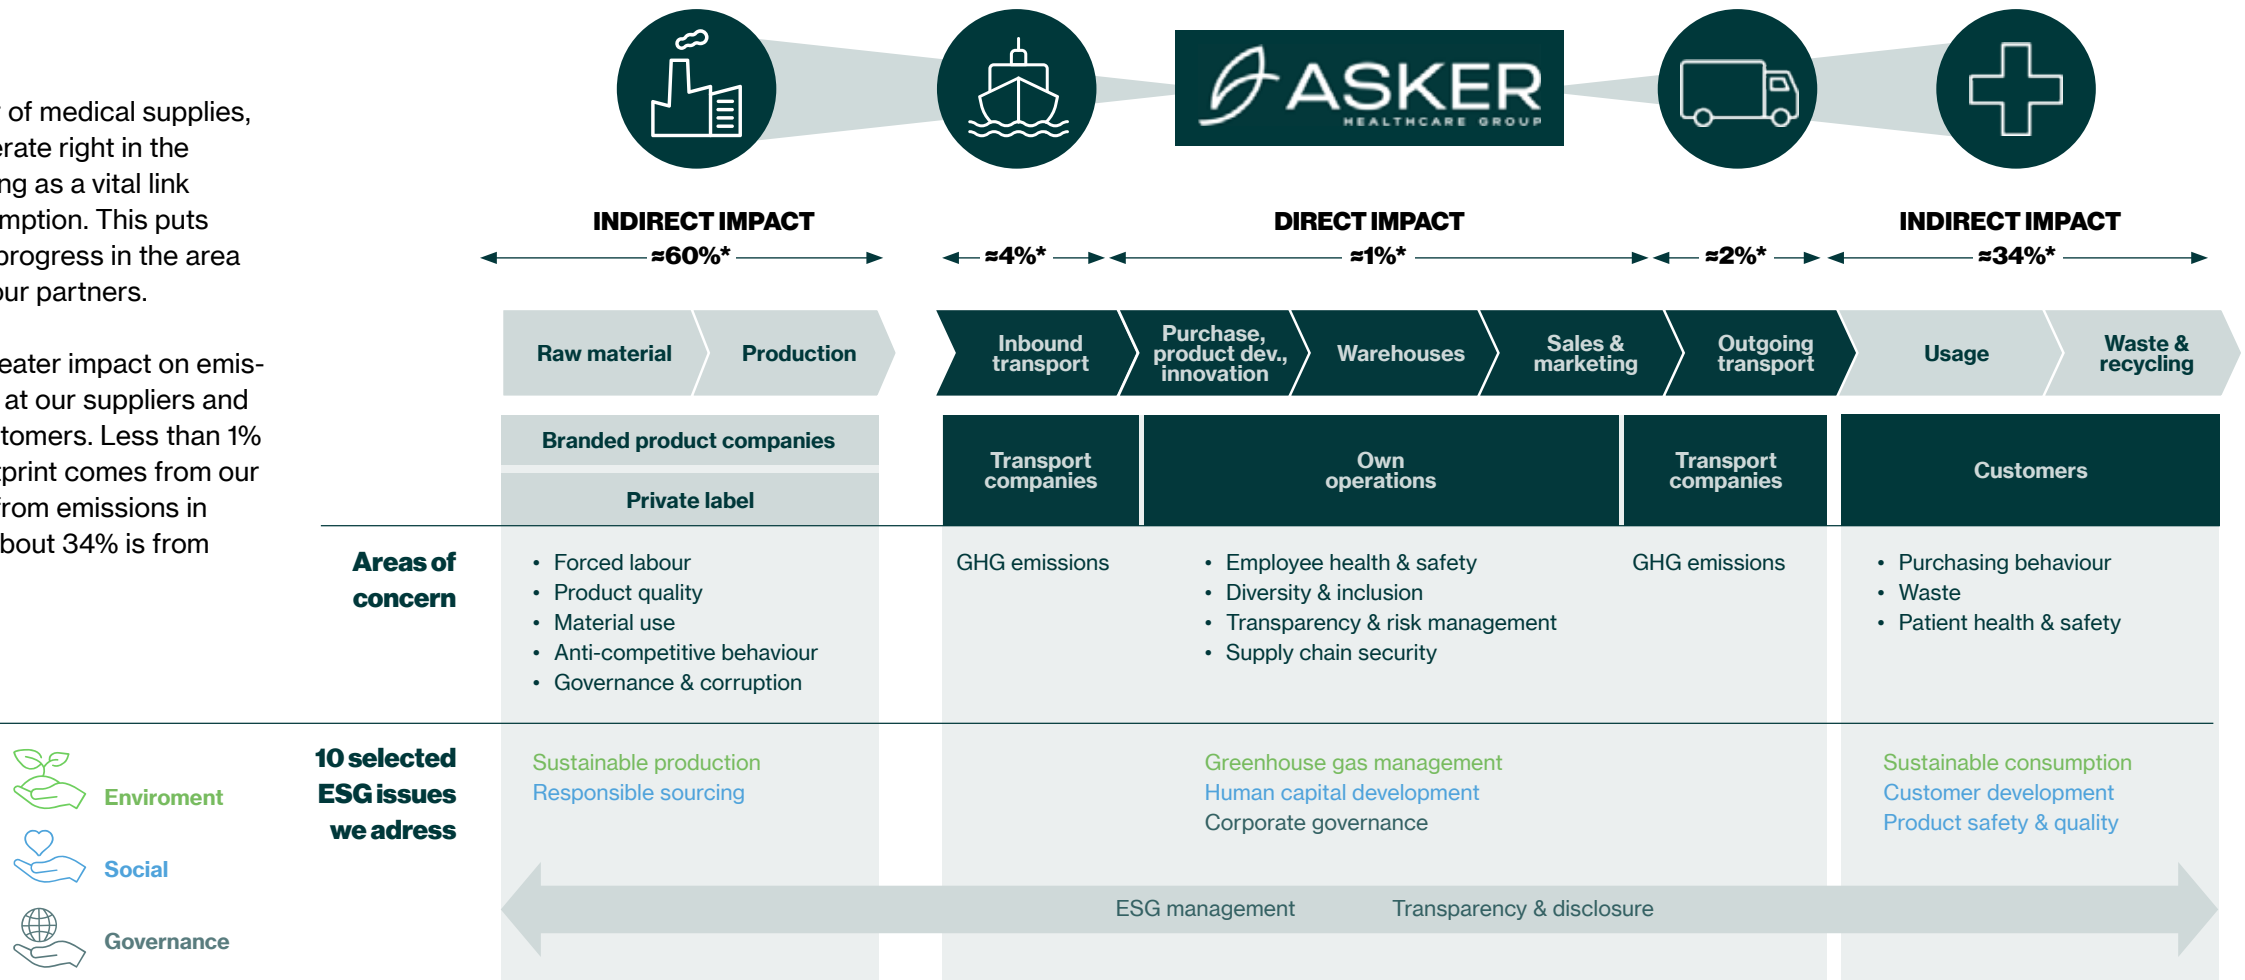 of medical supplies,
erate right in the
ng as a vital link
mption. This puts
progress in the area
our partners.
eater impact on emis-
at our suppliers and
tomers. Less than 1%
tprint comes from our
from emissions in
bout 34% is from
ASKER
HEALTHCARE GROUP
INDIRECT IMPACT
≈60%*
≈4%*
DIRECT IMPACT
≈1%*
≈2%*
INDIRECT IMPACT
≈34%*
Raw material
Production
Inbound
transport
Purchase,
product dev.,
innovation
Warehouses
Sales &
marketing
Outgoing
transport
Usage
Waste &
recycling
Branded product companies
Private label
Transport
companies
Own
operations
Transport
companies
Customers
Areas of
concern
• Forced labour
• Product quality
• Material use
• Anti-competitive behaviour
• Governance & corruption
GHG emissions
• Employee health & safety
• Diversity & inclusion
• Transparency & risk management
• Supply chain security
GHG emissions
• Purchasing behaviour
• Waste
• Patient health & safety
Enviroment
Social
Governance
10 selected
ESG issues
we adress
Sustainable production
Responsible sourcing
Greenhouse gas management
Human capital development
Corporate governance
Sustainable consumption
Customer development
Product safety & quality
ESG management
Transparency & disclosure